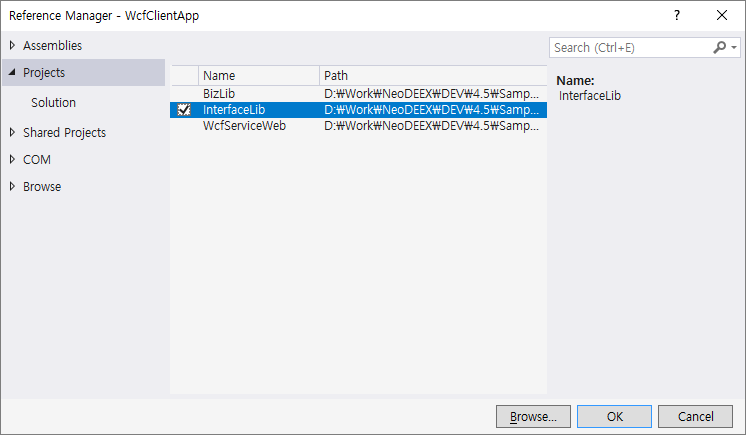 Reference Manager - WcfClientApp
?
Assemblies
Projects
Solution
Shared Projects
COM
Browse
Name Path
BizLib D:₩Work₩NeoDEEX₩DEV₩4.5₩Samp...
InterfaceLib D:₩Work₩NeoDEEX₩DEV₩4.5₩Samp...
WcfServiceWeb D:₩Work₩NeoDEEX₩DEV₩4.5₩Samp...
Search (Ctrl+E)
Name:
InterfaceLib
Browse... OK Cancel